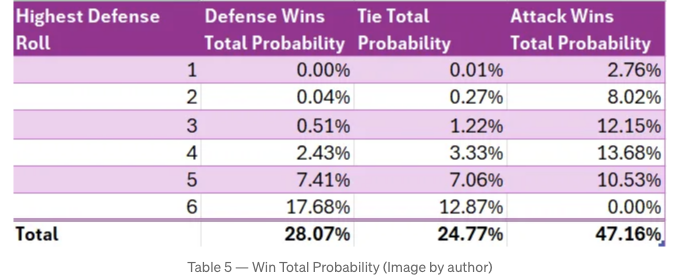 Highest Defense Roll | Defense Wins Total Probability | Tie Total Probability | Attack Wins Total Probability
1 | 0.00% | 0.01% | 2.76%
2 | 0.04% | 0.27% | 8.02%
3 | 0.51% | 1.22% | 12.15%
4 | 2.43% | 3.33% | 13.68%
5 | 7.41% | 7.06% | 10.53%
6 | 17.68% | 12.87% | 0.00%
Total | 28.07% | 24.77% | 47.16%
Table 5 — Win Total Probability (Image by author)